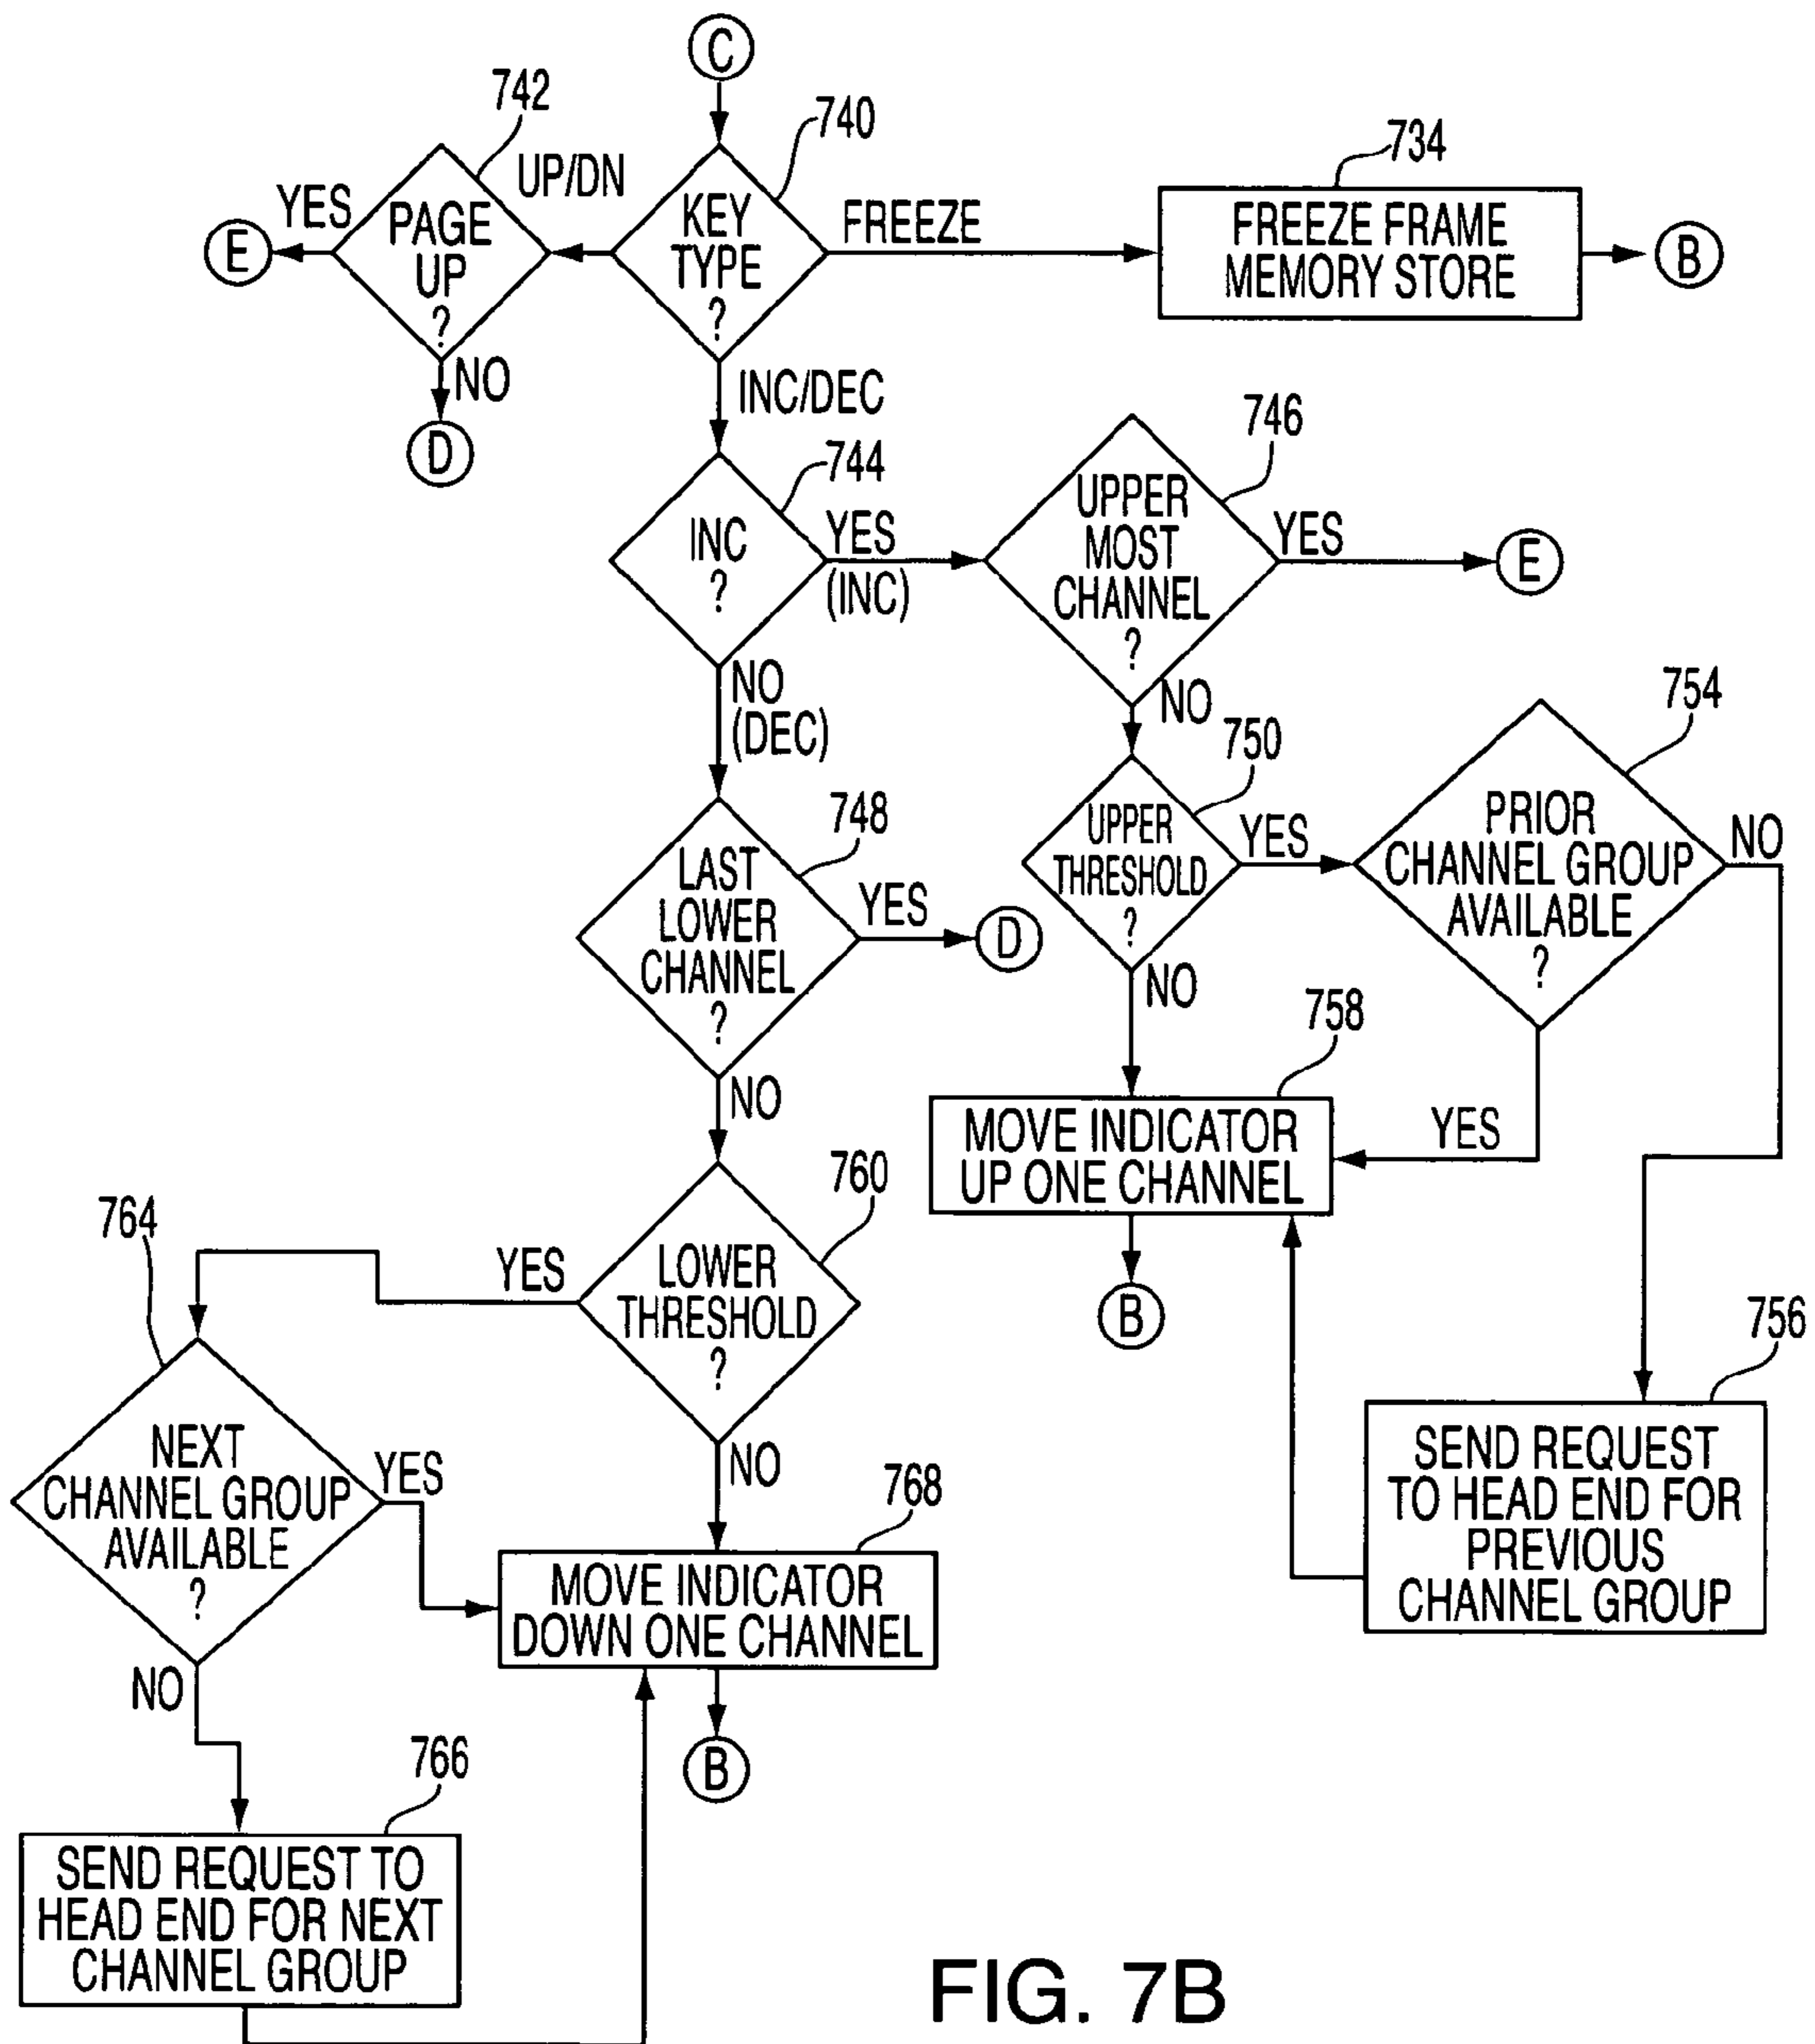 C
742
740
734
UP/DN
YES
PAGE
UP
?
E
KEY
TYPE
?
FREEZE
FREEZE FRAME
MEMORY STORE
B
NO
D
INC/DEC
744
746
INC
?
YES
(INC)
UPPER
MOST
CHANNEL
?
YES
E
NO
(DEC)
NO
750
754
748
LAST
LOWER
CHANNEL
?
YES
D
UPPER
THRESHOLD
?
YES
PRIOR
CHANNEL GROUP
AVAILABLE
?
NO
NO
758
NO
MOVE INDICATOR
UP ONE CHANNEL
YES
B
760
764
YES
LOWER
THRESHOLD
?
756
NEXT
CHANNEL GROUP
AVAILABLE
?
YES
NO
768
SEND REQUEST
TO HEAD END FOR
PREVIOUS
CHANNEL GROUP
MOVE INDICATOR
DOWN ONE CHANNEL
NO
B
766
SEND REQUEST TO
HEAD END FOR NEXT
CHANNEL GROUP
FIG. 7B